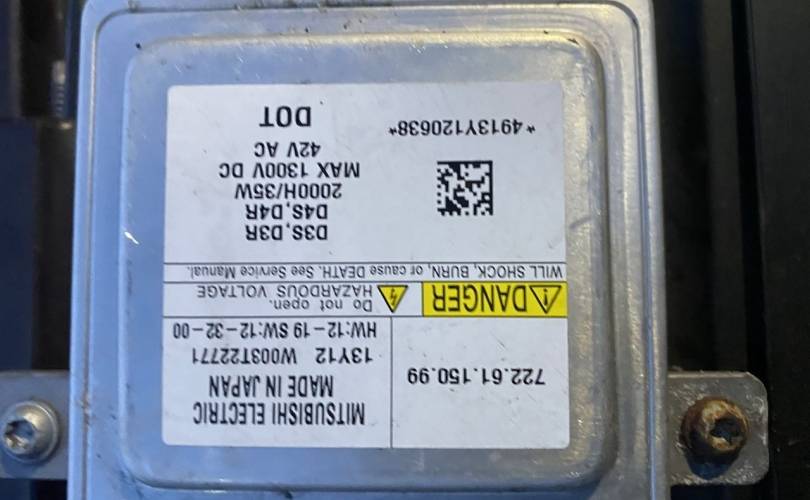 722.61.150.99
MITSUBISHI ELECTRIC
MADE IN JAPAN
13Y12 W003T22771
HW:12-19 SW:12-32-00
DANGER
Do not open.
HAZARDOUS VOLTAGE
WILL SHOCK, BURN, or cause DEATH. See Service Manual.
D3S,D3R
D4S,D4R
2000H/35W
MAX 1300V DC
42V AC
*4913Y120638*
DOT